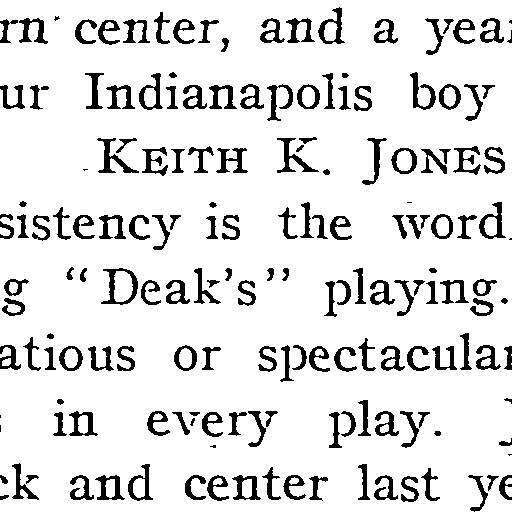 rn center, and a year
ur Indianapolis boy
KEITH K. JONES
sistency is the word
g "Deak's" playing.
atious or spectacular
in every play.
ck and center last ye